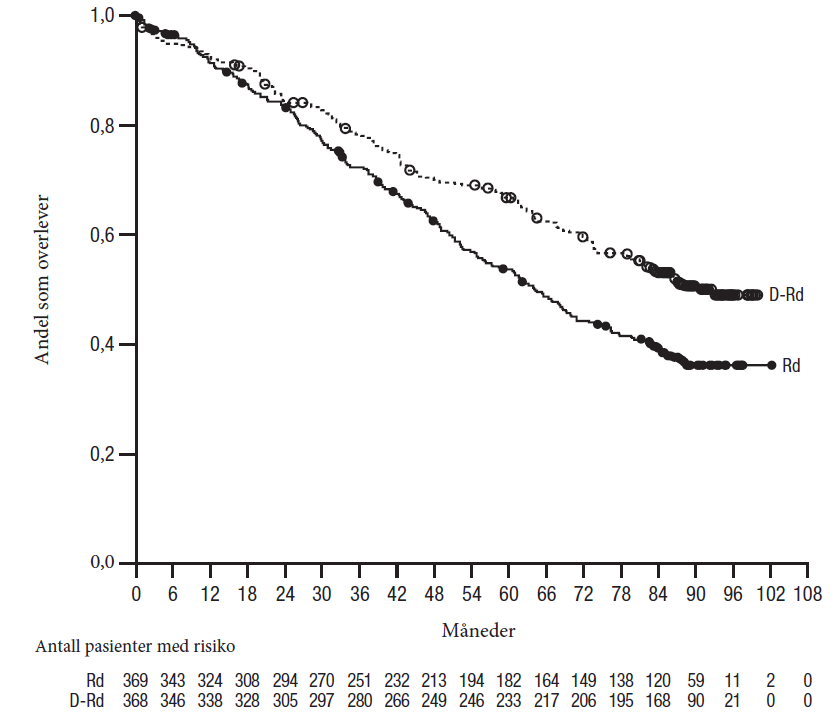 1,0
0,8
0,6
0,4
0,2
0,0
Andel som overlever
D-Rd
Rd
0 6 12 18 24 30 36 42 48 54 60 66 72 78 84 90 96 102 108
Måneder
Antall pasienter med risiko
Rd 369 343 324 308 294 270 251 232 213 194 182 164 149 138 120 59 11 2 0
D-Rd 368 346 338 328 305 297 280 266 249 246 233 217 206 195 168 90 21 0 0